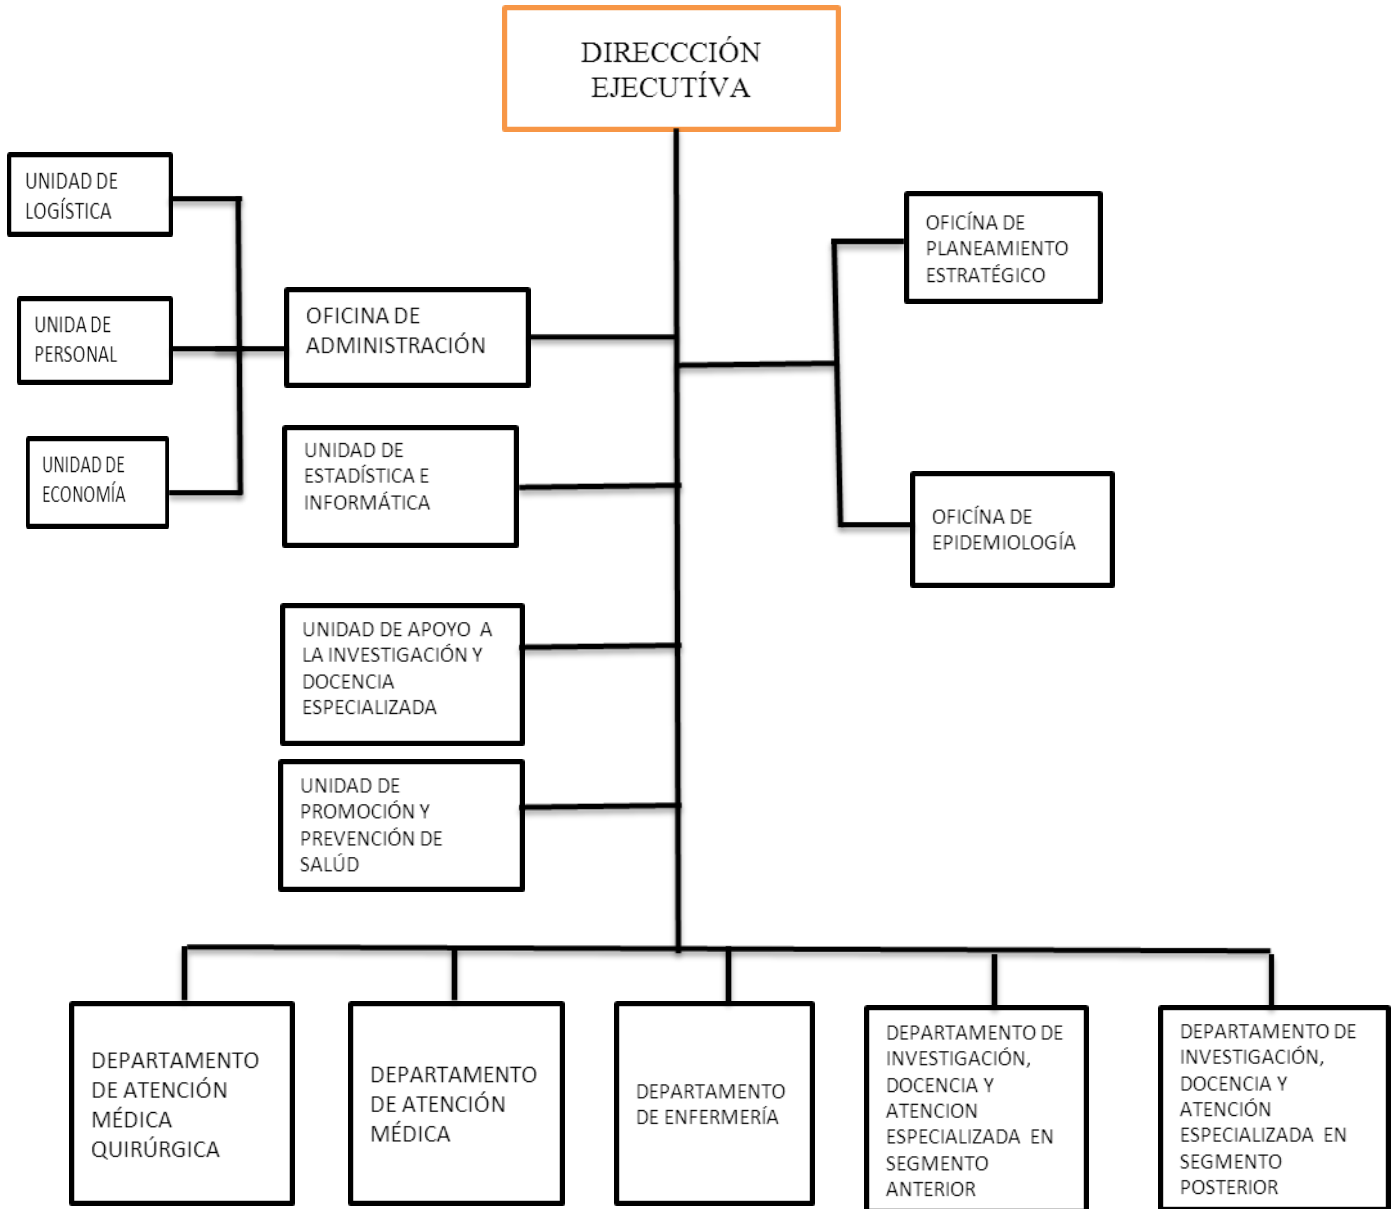 DIRECCCIÓN
EJECUTÍVA
UNIDAD DE
LOGÍSTICA
OFICÍNA DE
PLANEAMIENTO
ESTRATÉGICO
UNIDA DE
PERSONAL
OFICINA DE
ADMINISTRACIÓN
UNIDAD DE
ECONOMÍA
UNIDAD DE
ESTADÍSTICA E
INFORMÁTICA
OFICÍNA DE
EPIDEMIOLOGÍA
UNIDAD DE APOYO A
LA INVESTIGACIÓN Y
DOCENCIA
ESPECIALIZADA
UNIDAD DE
PROMOCIÓN Y
PREVENCIÓN DE
SALÚD
DEPARTAMENTO
DE ATENCIÓN
MÉDICA
QUIRÚRGICA
DEPARTAMENTO
DE ATENCIÓN
MÉDICA
DEPARTAMENTO
DE ENFERMERÍA
DEPARTAMENTO DE
INVESTIGACIÓN,
DOCENCIA Y
ATENCION
ESPECIALIZADA EN
SEGMENTO
ANTERIOR
DEPARTAMENTO DE
INVESTIGACIÓN,
DOCENCIA Y
ATENCIÓN
ESPECIALIZADA EN
SEGMENTO
POSTERIOR